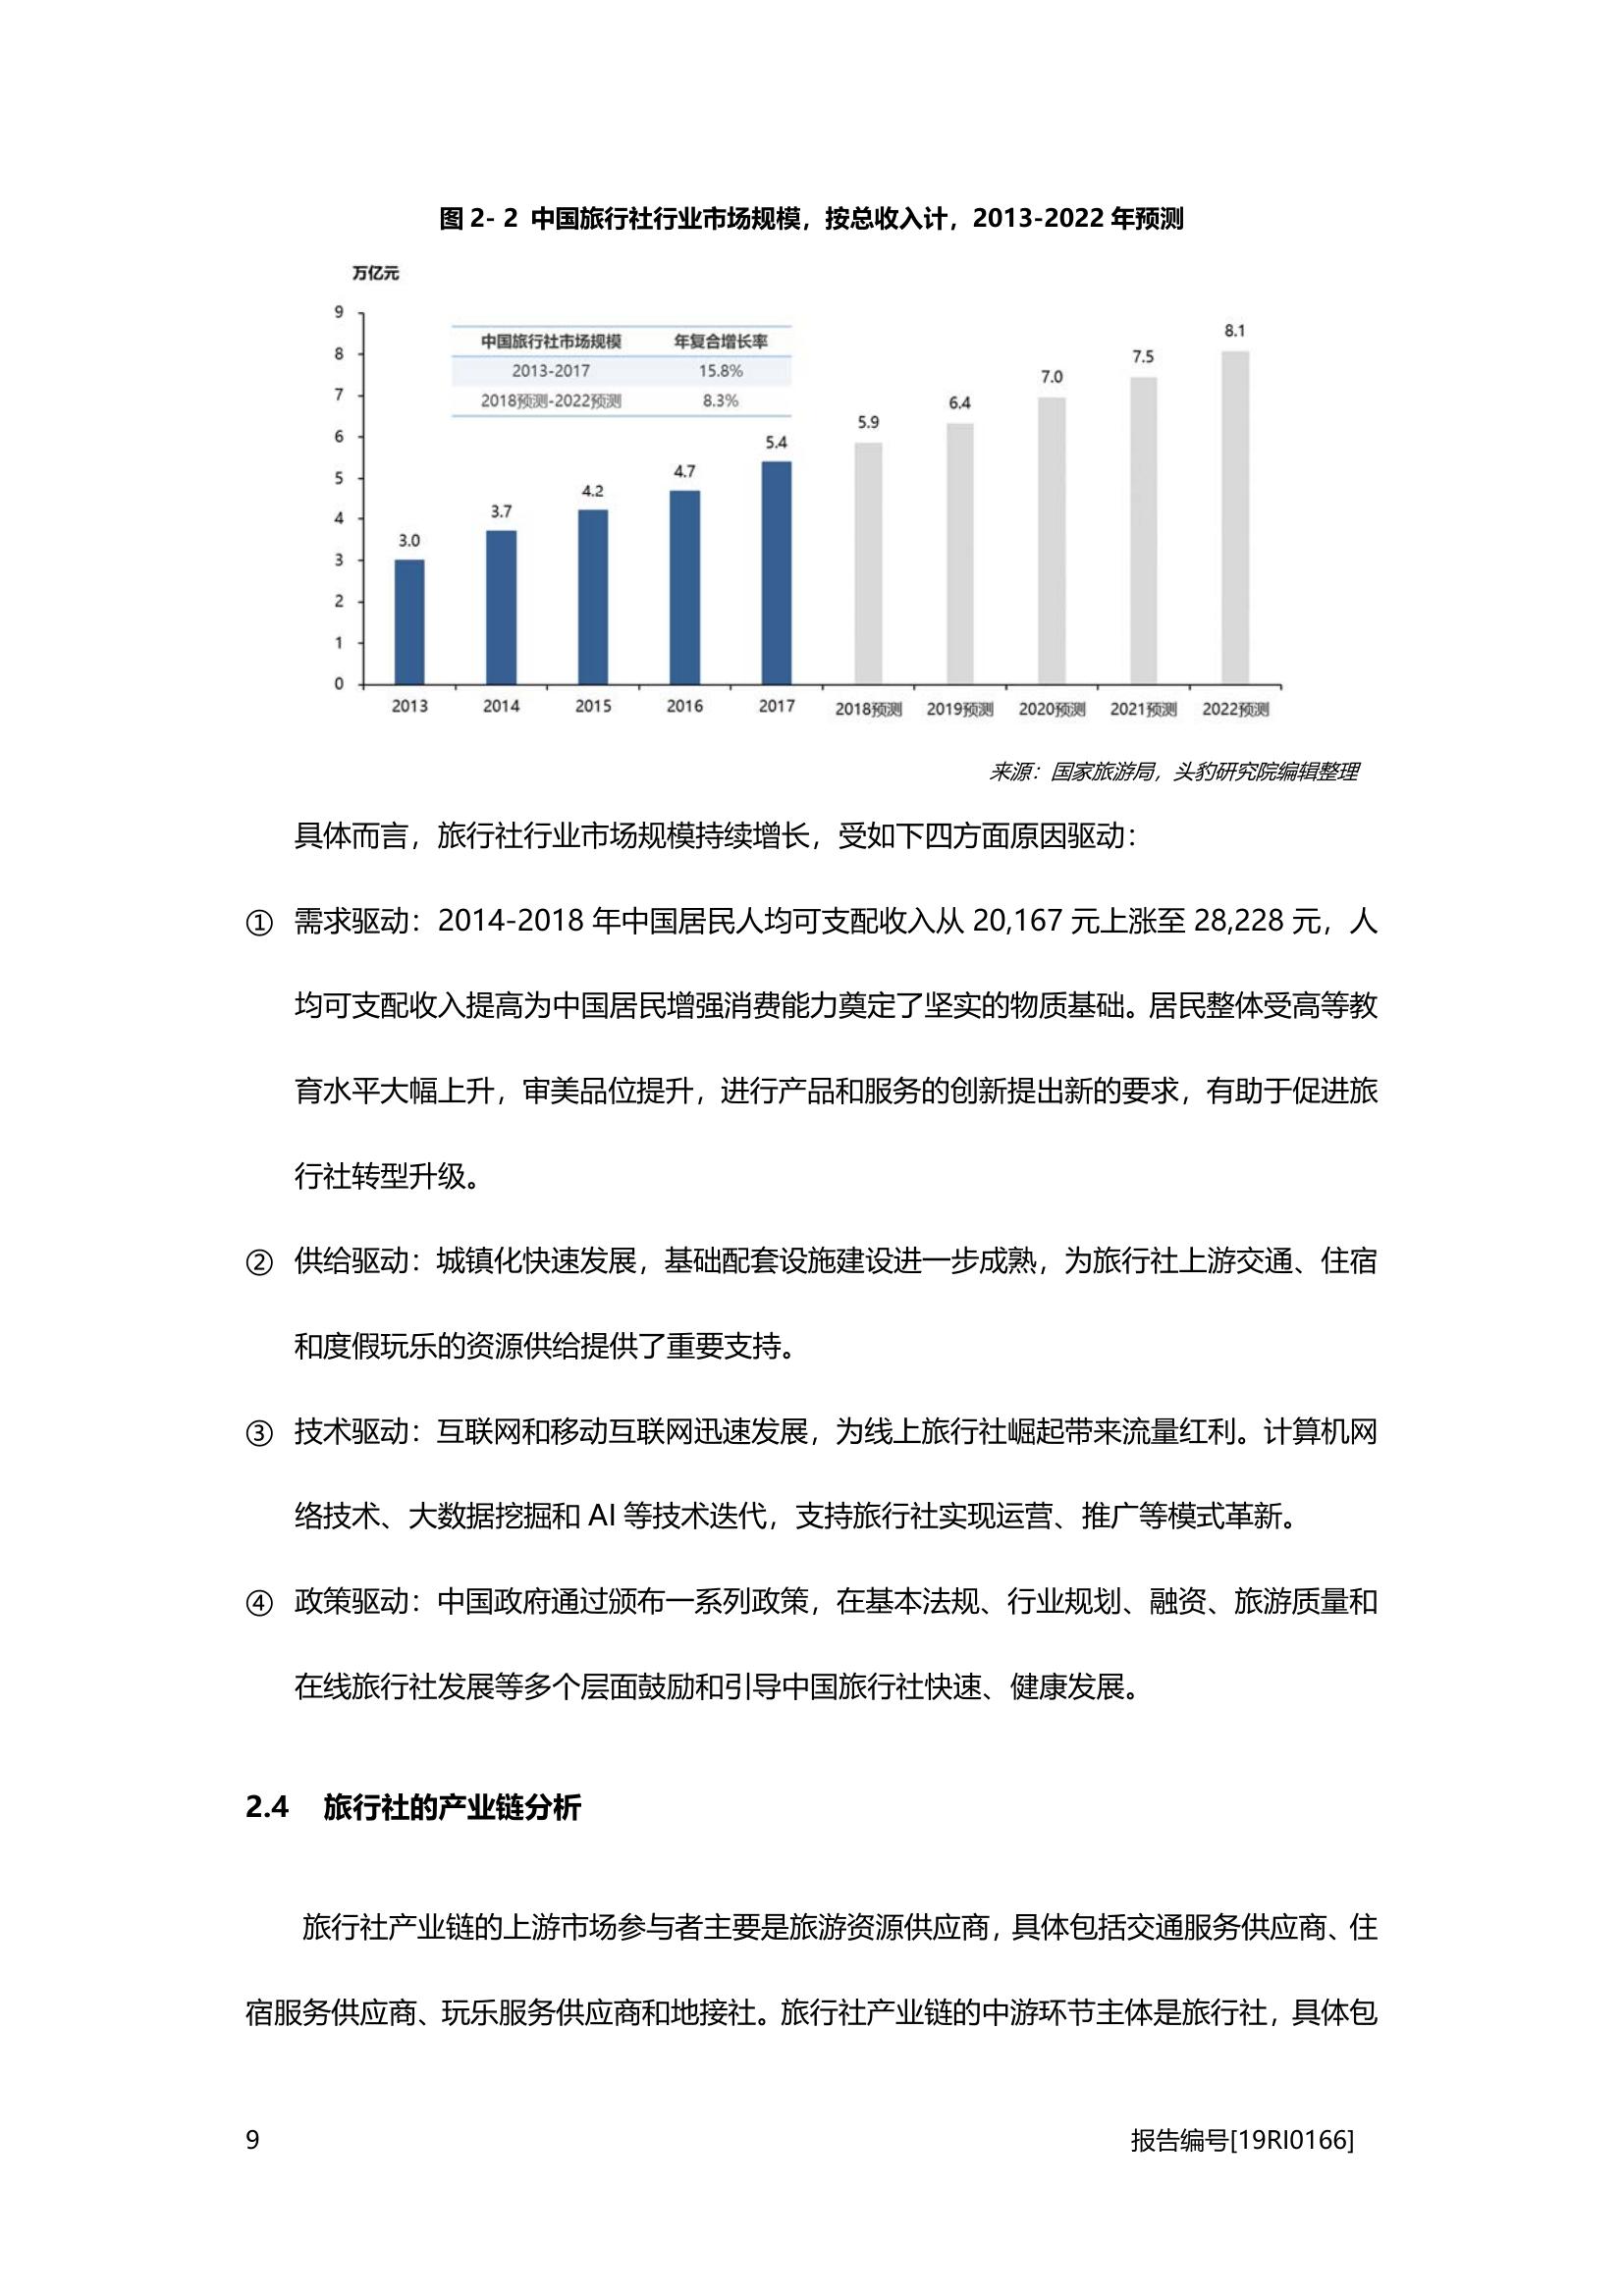 图 2- 2 中国旅行社行业市场规模，按总收入计，2013-2022 年预测
万亿元
9
8
7
6
5
4
3
2
1
0
中国旅行社市场规模 年复合增长率
2013-2017 15.8%
2018预测-2022预测 8.3%
3.0 3.7 4.2 4.7 5.4 5.9 6.4 7.0 7.5 8.1
2013 2014 2015 2016 2017 2018预测 2019预测 2020预测 2021预测 2022预测
来源：国家旅游局，头豹研究院编辑整理
具体而言，旅行社行业市场规模持续增长，受如下四方面原因驱动：
① 需求驱动：2014-2018 年中国居民人均可支配收入从 20,167 元上涨至 28,228 元，人
均可支配收入提高为中国居民增强消费能力奠定了坚实的物质基础。居民整体受高等教
育水平大幅上升，审美品位提升，进行产品和服务的创新提出新的要求，有助于促进旅
行社转型升级。
② 供给驱动：城镇化快速发展，基础配套设施建设进一步成熟，为旅行社上游交通、住宿
和度假玩乐的资源供给提供了重要支持。
③ 技术驱动：互联网和移动互联网迅速发展，为线上旅行社崛起带来流量红利。计算机网
络技术、大数据挖掘和 AI 等技术迭代，支持旅行社实现运营、推广等模式革新。
④ 政策驱动：中国政府通过颁布一系列政策，在基本法规、行业规划、融资、旅游质量和
在线旅行社发展等多个层面鼓励和引导中国旅行社快速、健康发展。
2.4 旅行社的产业链分析
旅行社产业链的上游市场参与者主要是旅游资源供应商，具体包括交通服务供应商、住
宿服务供应商、玩乐服务供应商和地接社。旅行社产业链的中游环节主体是旅行社，具体包
9 报告编号[19RI0166]